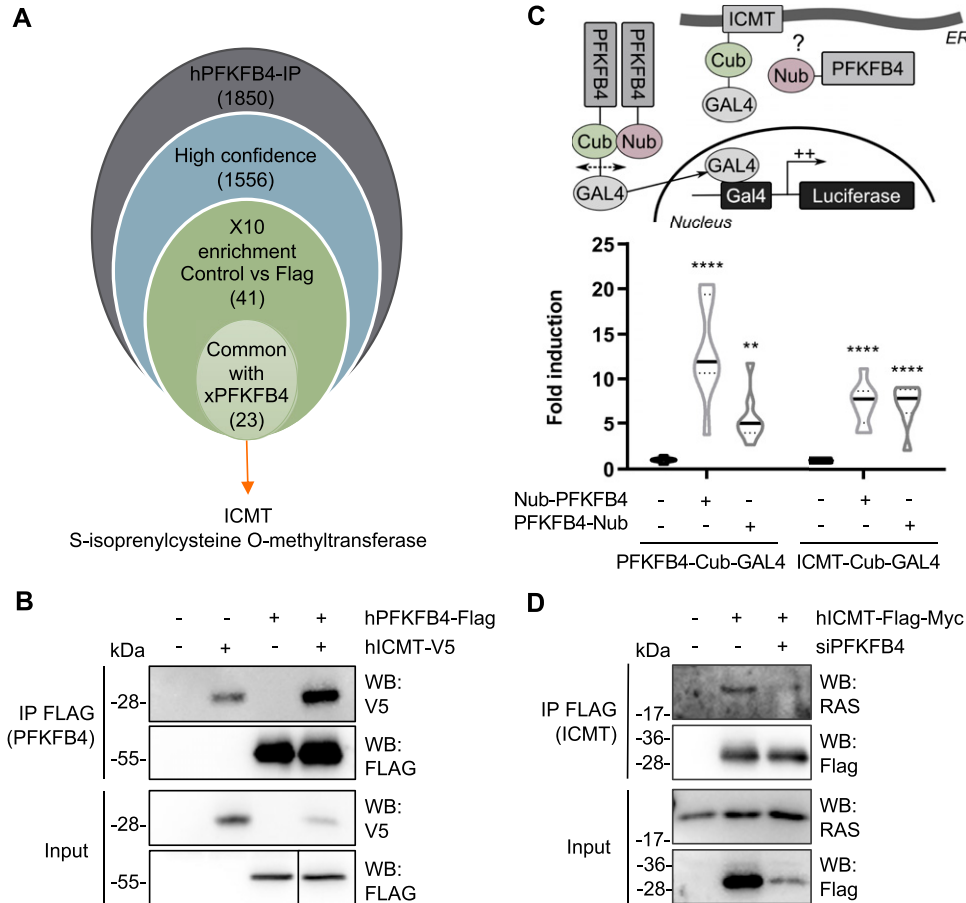 A
hPFKFB4-IP
(1850)
High confidence
(1556)
X10
enrichment
Control vs Flag
(41)
Common
with
xPFKFB4
(23)
ICMT
S-isoprenylcysteine O-methyltransferase
C
PFKFB4 PFKFB4
Cub Nub
GAL4
ICMT
ER
?
Cub
Nub PFKFB4
GAL4
GAL4
++
Gal4 Luciferase
Nucleus
Fold induction
25
20
15
10
5
0
**** ** **** ****
Nub-PFKFB4 - + - - + -
PFKFB4-Nub - - + - - +
PFKFB4-Cub-GAL4 ICMT-Cub-GAL4
B
- - + + hPFKFB4-Flag
kDa - + - + hICMT-V5
IP FLAG
(PFKFB4)
-28- WB:
V5
-55- WB:
FLAG
Input
-28- WB:
V5
-55- WB:
FLAG
D
- + + hICMT-Flag-Myc
kDa - - + siPFKFB4
IP FLAG
(ICMT)
-17- WB:
RAS
-36-
-28- WB:
Flag
Input
-17- WB:
RAS
-36-
-28- WB:
Flag